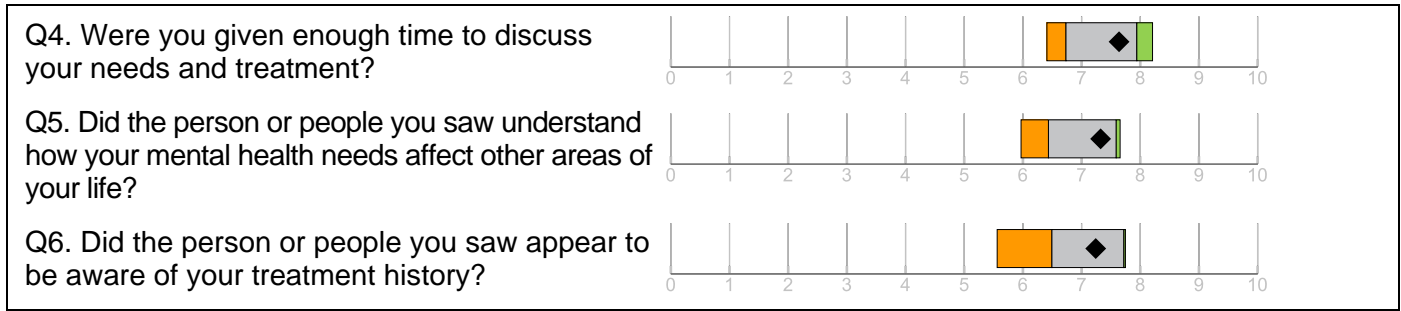 Q4. Were you given enough time to discuss
your needs and treatment?
0 1 2 3 4 5 6 7 8 9 10
Q5. Did the person or people you saw understand
how your mental health needs affect other areas of
your life?
0 1 2 3 4 5 6 7 8 9 10
Q6. Did the person or people you saw appear to
be aware of your treatment history?
0 1 2 3 4 5 6 7 8 9 10